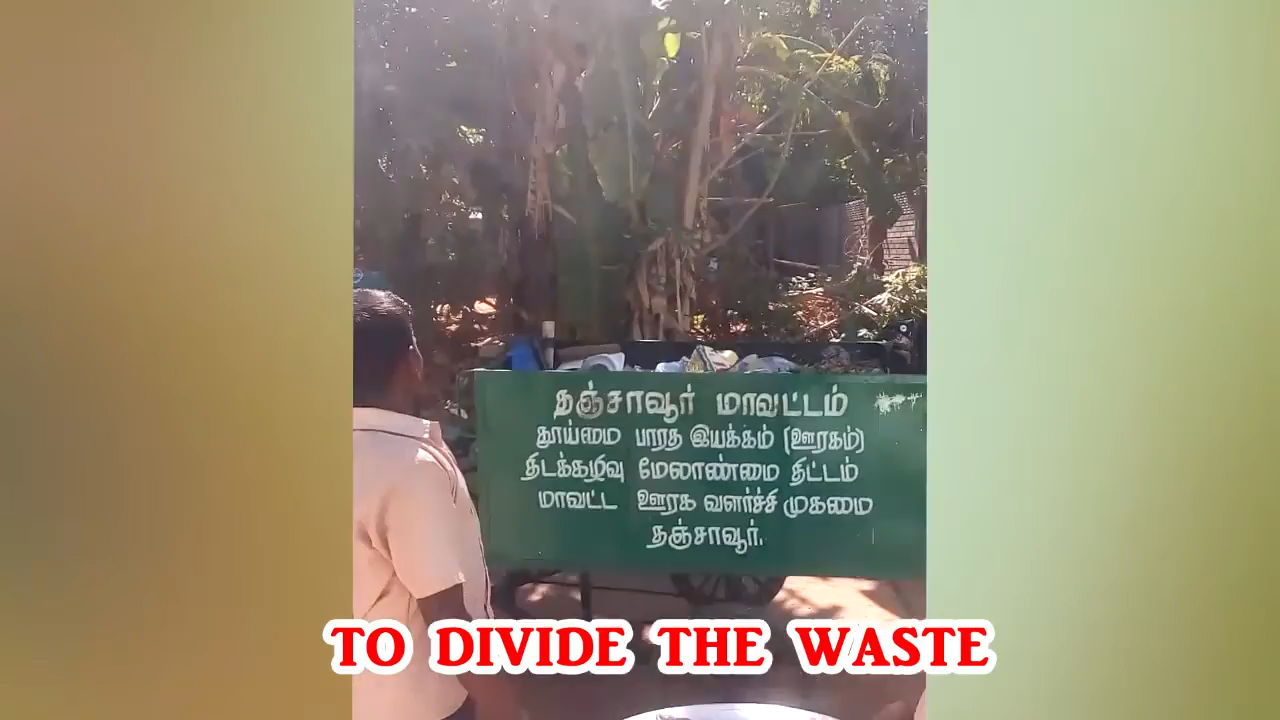 தஞ்சாவூர் மாவட்டம்
தூய்மை பாரத இயக்கம் (ஊரகம்)
திடக்கழிவு மேலாண்மை திட்டம்
மாவட்ட ஊரக வளர்ச்சி முகமை
தஞ்சாவூர்.
TO DIVIDE THE WASTE